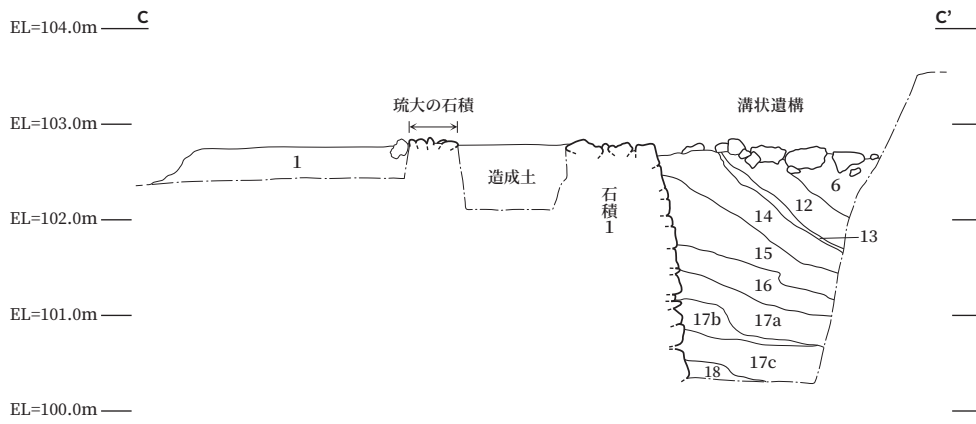 C
C’
EL=104.0m
琉大の石積
溝状遺構
EL=103.0m
1
造成土
6
石積1
12
EL=102.0m
14
13
15
16
EL=101.0m
17b
17a
17c
18
EL=100.0m